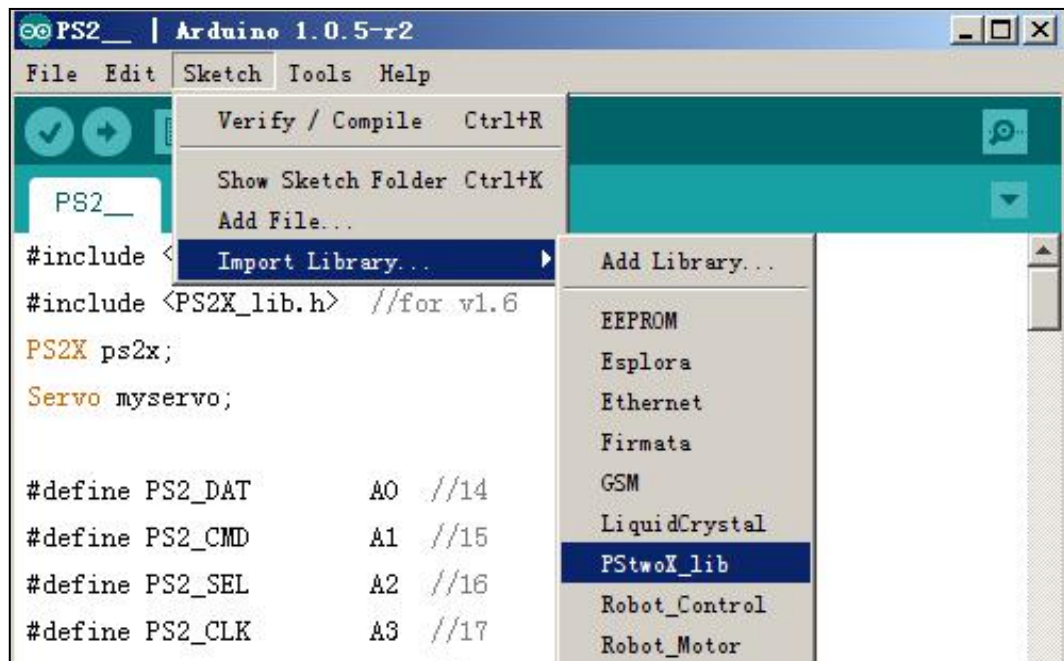 PS2__ | Arduino 1.0.5-r2
File Edit Sketch Tools Help
Verify / Compile Ctrl+R
Show Sketch Folder Ctrl+K
Add File...
Import Library...
PS2__
#include <
#include <PS2X_lib.h> //for v1.6
PS2X ps2x;
Servo myservo;
#define PS2_DAT A0 //14
#define PS2_CMD A1 //15
#define PS2_SEL A2 //16
#define PS2_CLK A3 //17
Add Library...
EEPROM
Esplora
Ethernet
Firmata
GSM
LiquidCrystal
PStwoX_lib
Robot_Control
Robot_Motor